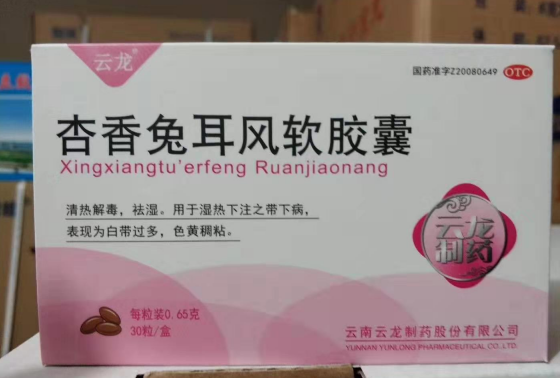 云龙®
国药准字Z20080649 OTC
杏香兔耳风软胶囊
Xingxiangtu'erfeng Ruanjiaonang
清热解毒,祛湿。用于湿热下注之带下病,
表现为白带过多,色黄稠粘。
云龙
制药
每粒装0.65克
30粒/盒
云南云龙制药股份有限公司
YUNNAN YUNLONG PHARMACEUTICAL CO.,LTD.